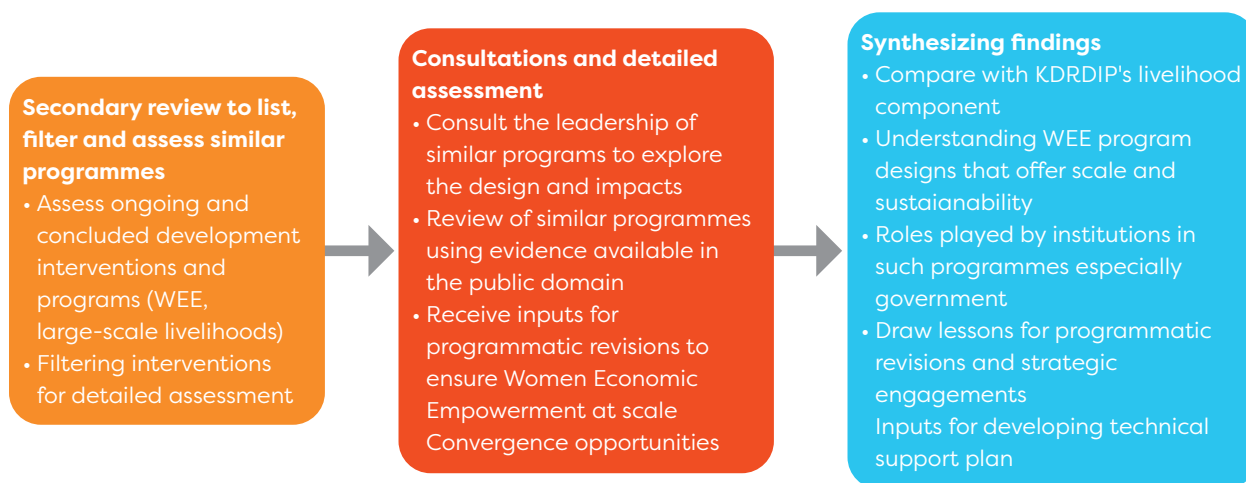 Secondary review to list,
filter and assess similar
programmes
• Assess ongoing and
concluded development
interventions and
programs (WEE,
large-scale livelihoods)
• Filtering interventions
for detailed assessment
Consultations and detailed
assessment
• Consult the leadership of
similar programs to explore
the design and impacts
• Review of similar programmes
using evidence available in
the public domain
• Receive inputs for
programmatic revisions to
ensure Women Economic
Empowerment at scale
Convergence opportunities
Synthesizing findings
• Compare with KDRDIP's livelihood
component
• Understanding WEE program
designs that offer scale and
sustaianability
• Roles played by institutions in
such programmes especially
government
• Draw lessons for programmatic
revisions and strategic
engagements
Inputs for developing technical
support plan